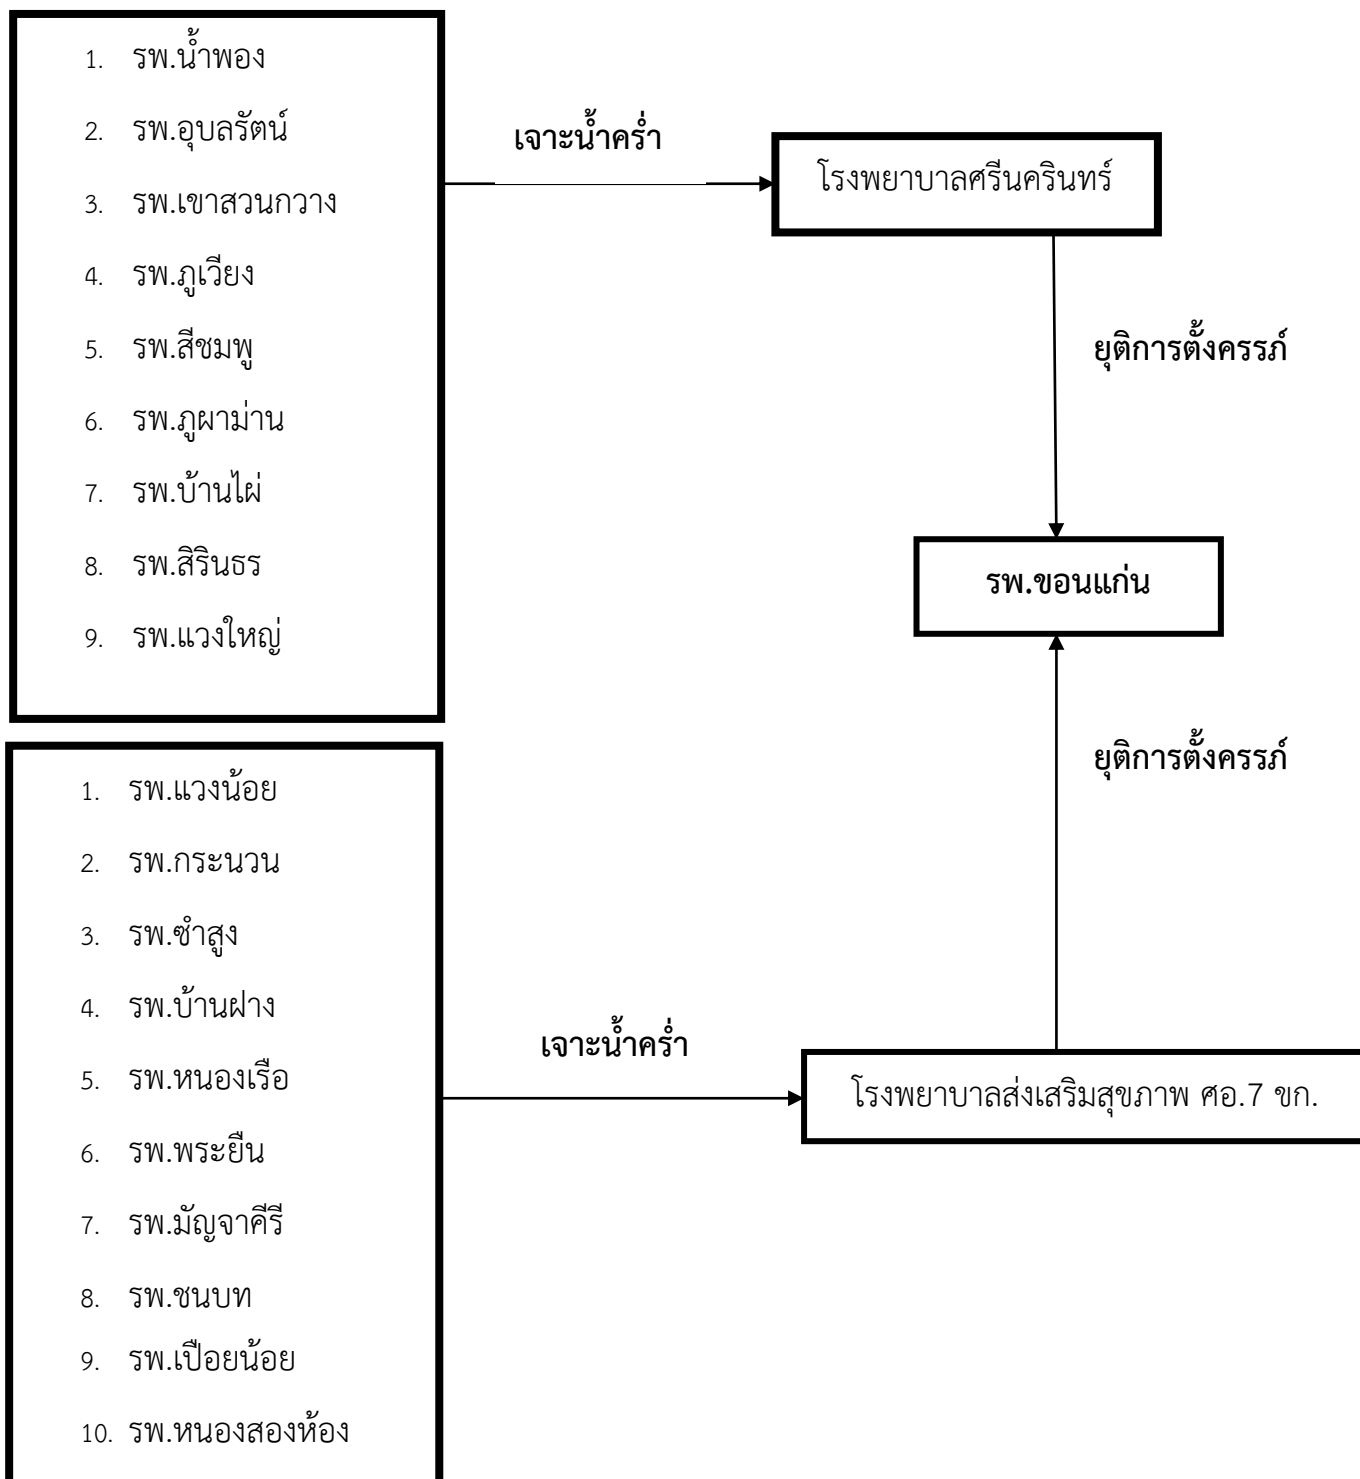 1. รพ.น้ำพอง
2. รพ.อุบลรัตน์
3. รพ.เขาสวนกวาง
4. รพ.ภูเวียง
5. รพ.สีชมพู
6. รพ.ภูผาม่าน
7. รพ.บ้านไผ่
8. รพ.สิรินธร
9. รพ.แวงใหญ่
เจาะน้ำคร่ำ
โรงพยาบาลศรีนครินทร์
ยุติการตั้งครรภ์
รพ.ขอนแก่น
ยุติการตั้งครรภ์
1. รพ.แวงน้อย
2. รพ.กระนวน
3. รพ.ซำสูง
4. รพ.บ้านฝาง
5. รพ.หนองเรือ
6. รพ.พระยืน
7. รพ.มัญจาคีรี
8. รพ.ชนบท
9. รพ.เปือยน้อย
10. รพ.หนองสองห้อง
เจาะน้ำคร่ำ
โรงพยาบาลส่งเสริมสุขภาพ ศอ.7 ขก.